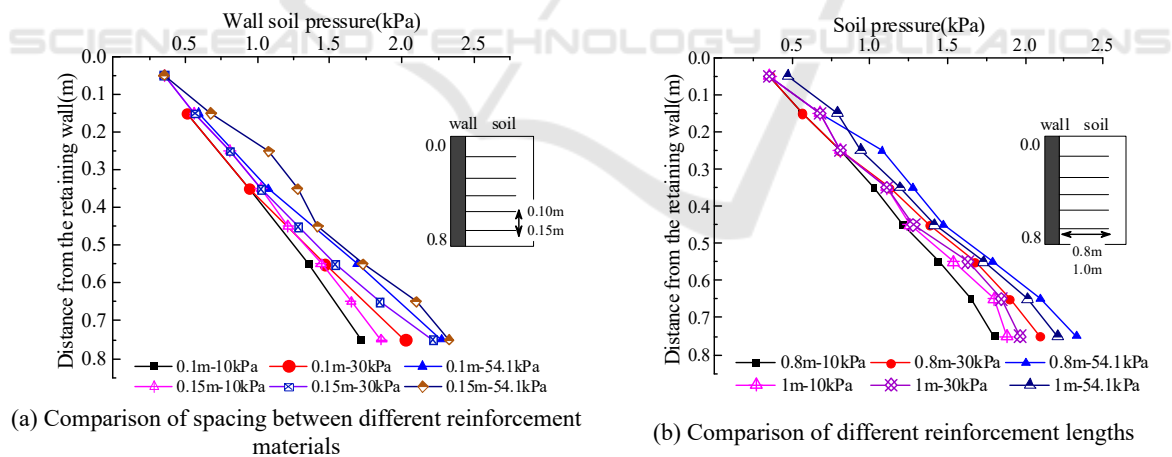 SCIENCE AND TECHNOLOGY PUBLICATIONS
Wall soil pressure(kPa)
0.5 1.0 1.5 2.0 2.5
Distance from the retaining wall(m)
0.0
0.1
0.2
0.3
0.4
0.5
0.6
0.7
0.8
wall soil
0.0
0.10m
0.15m
0.8
0.1m-10kPa 0.1m-30kPa 0.1m-54.1kPa
0.15m-10kPa 0.15m-30kPa 0.15m-54.1kPa
(a) Comparison of spacing between different reinforcement
materials
Soil pressure(kPa)
0.5 1.0 1.5 2.0 2.5
Distance from the retaining wall(m)
0.0
0.1
0.2
0.3
0.4
0.5
0.6
0.7
0.8
wall soil
0.0
0.8
0.8m
1.0m
0.8m-10kPa 0.8m-30kPa 0.8m-54.1kPa
1m-10kPa 1m-30kPa 1m-54.1kPa
(b) Comparison of different reinforcement lengths